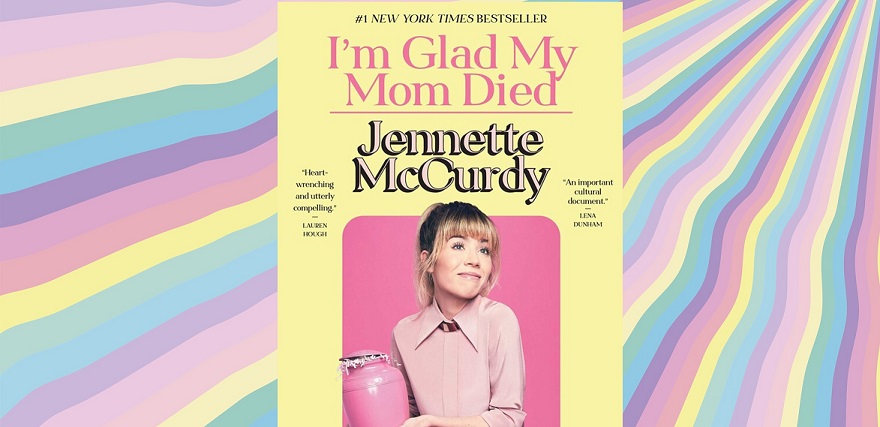 #1 NEW YORK TIMES BESTSELLER
I'm Glad My
Mom Died
Jennette
McCurdy
"Heart-
wrenching
and utterly
compelling."
—
LAUREN
HOUGH
"An important
cultural
document."
—
LENA
DUNHAM